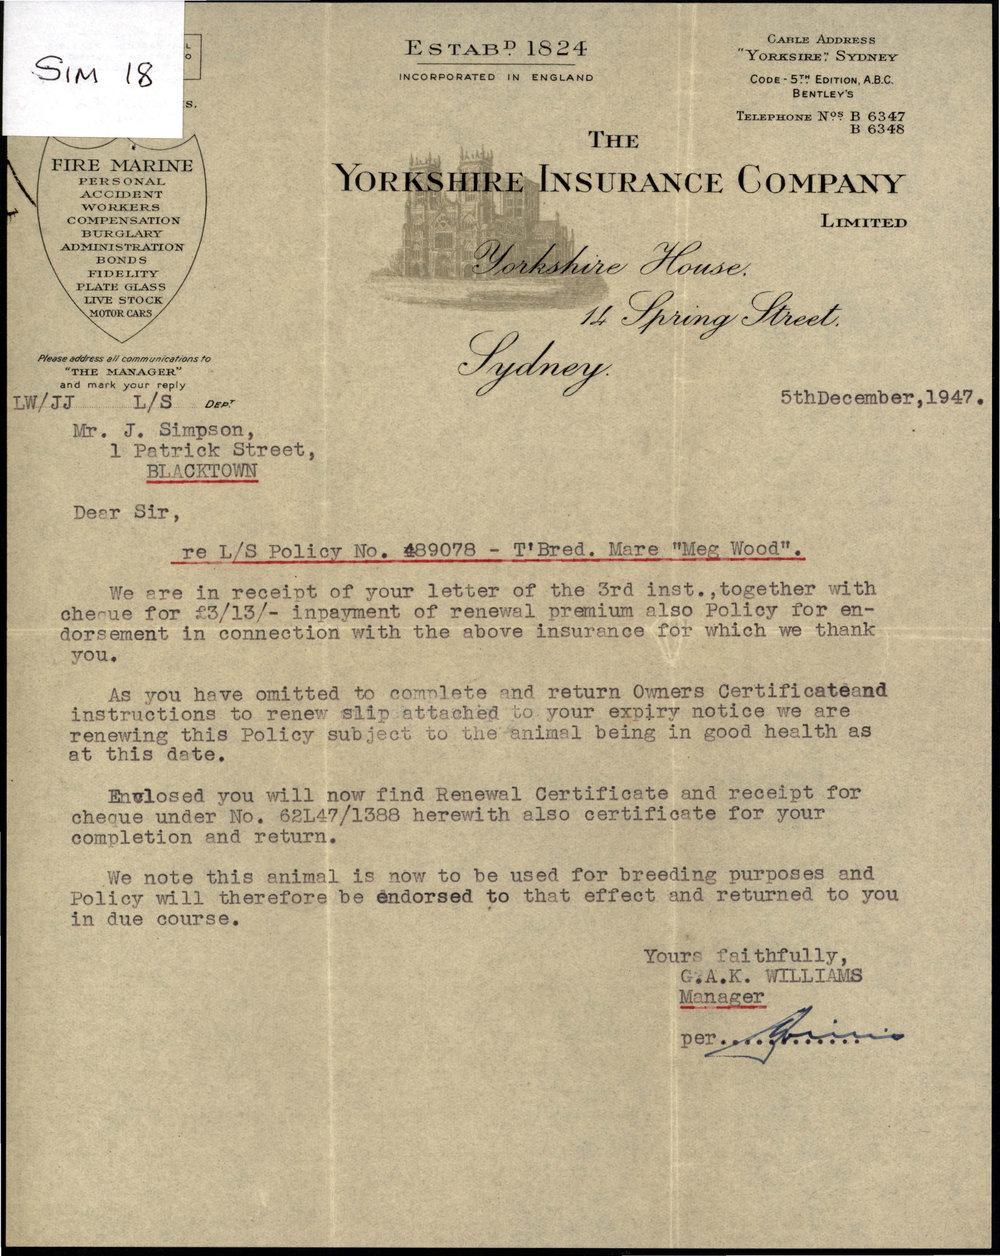 SIM 18
L
O
S.
ESTABD. 1824
INCORPORATED IN ENGLAND
CABLE ADDRESS
"YORKSIRE", SYDNEY
CODE - 5TH EDITION, A.B.C.
BENTLEY'S
TELEPHONE NOS B 6347
B 6348
THE
YORKSHIRE INSURANCE COMPANY
LIMITED
Yorkshire House.
14 Spring Street.
Sydney.
FIRE MARINE
PERSONAL
ACCIDENT
WORKERS
COMPENSATION
BURGLARY
ADMINISTRATION
BONDS
FIDELITY
PLATE GLASS
LIVE STOCK
MOTOR CARS
Please address all communications to
"THE MANAGER"
and mark your reply
LW/JJ L/S DEPT
5thDecember,1947.
Mr. J. Simpson,
1 Patrick Street,
BLACKTOWN
Dear Sir,
re L/S Policy No. 489078 - T'Bred. Mare "Meg Wood".
We are in receipt of your letter of the 3rd inst.,together with
cheque for £3/13/- inpayment of renewal premium also Policy for en-
dorsement in connection with the above insurance for which we thank
you.
As you have omitted to complete and return Owners Certificateand
instructions to renew slip attached to your expiry notice we are
renewing this Policy subject to the animal being in good health as
at this date.
Enclosed you will now find Renewal Certificate and receipt for
cheque under No. 62L47/1388 herewith also certificate for your
completion and return.
We note this animal is now to be used for breeding purposes and
Policy will therefore be endorsed to that effect and returned to you
in due course.
Yours faithfully,
G.A.K. WILLIAMS
Manager
per..............